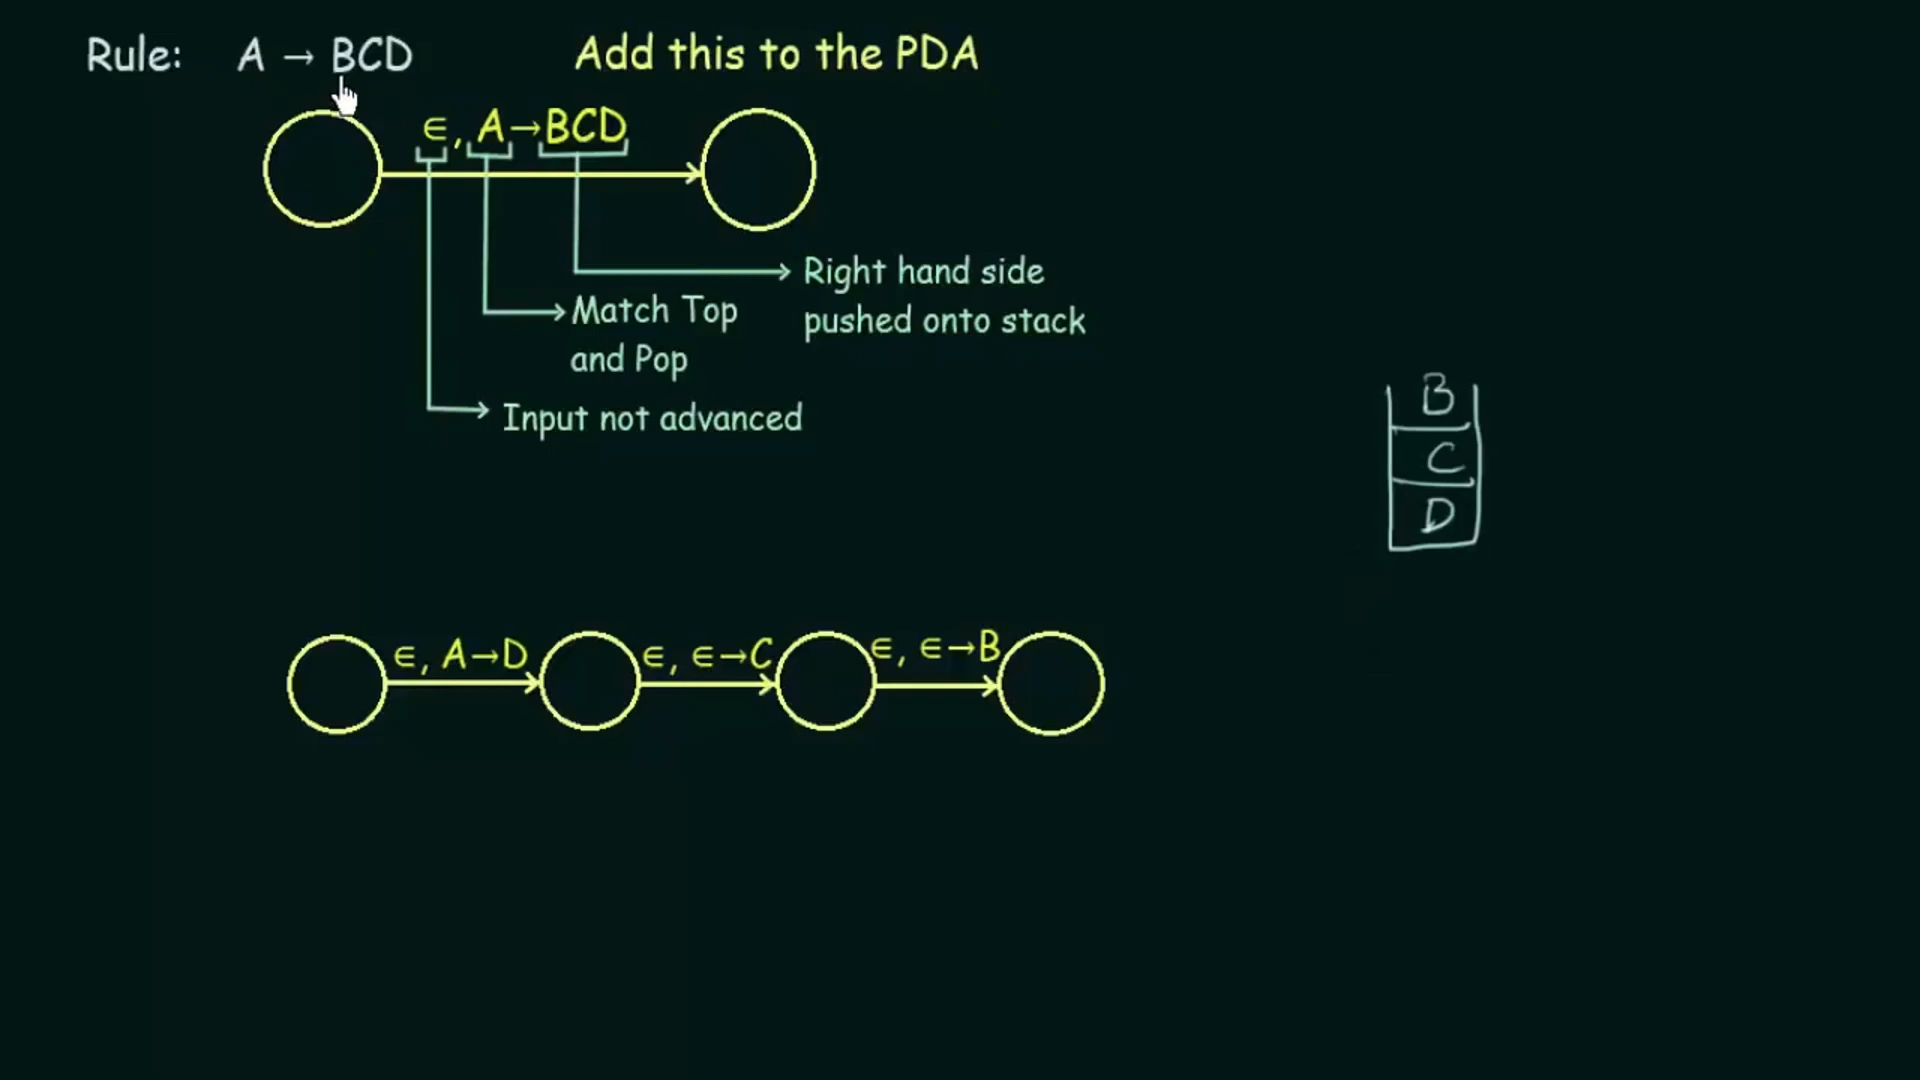 Rule: A → BCD
Add this to the PDA
∈, A→BCD
Right hand side
pushed onto stack
Match Top
and Pop
Input not advanced
B
C
D
∈, A→D
∈, ∈→C
∈, ∈→B